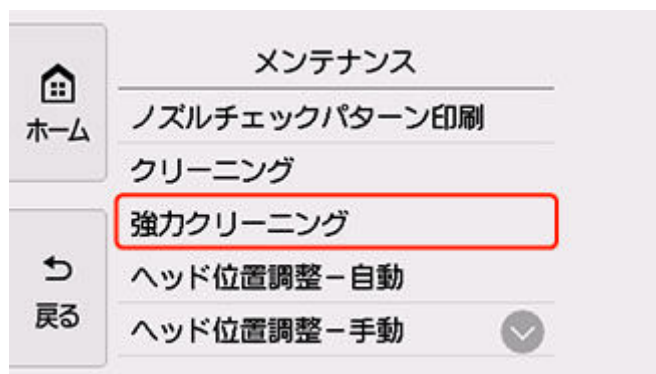 メンテナンス
ホーム
ノズルチェックパターン印刷
クリーニング
強力クリーニング
ヘッド位置調整－自動
戻る
ヘッド位置調整－手動